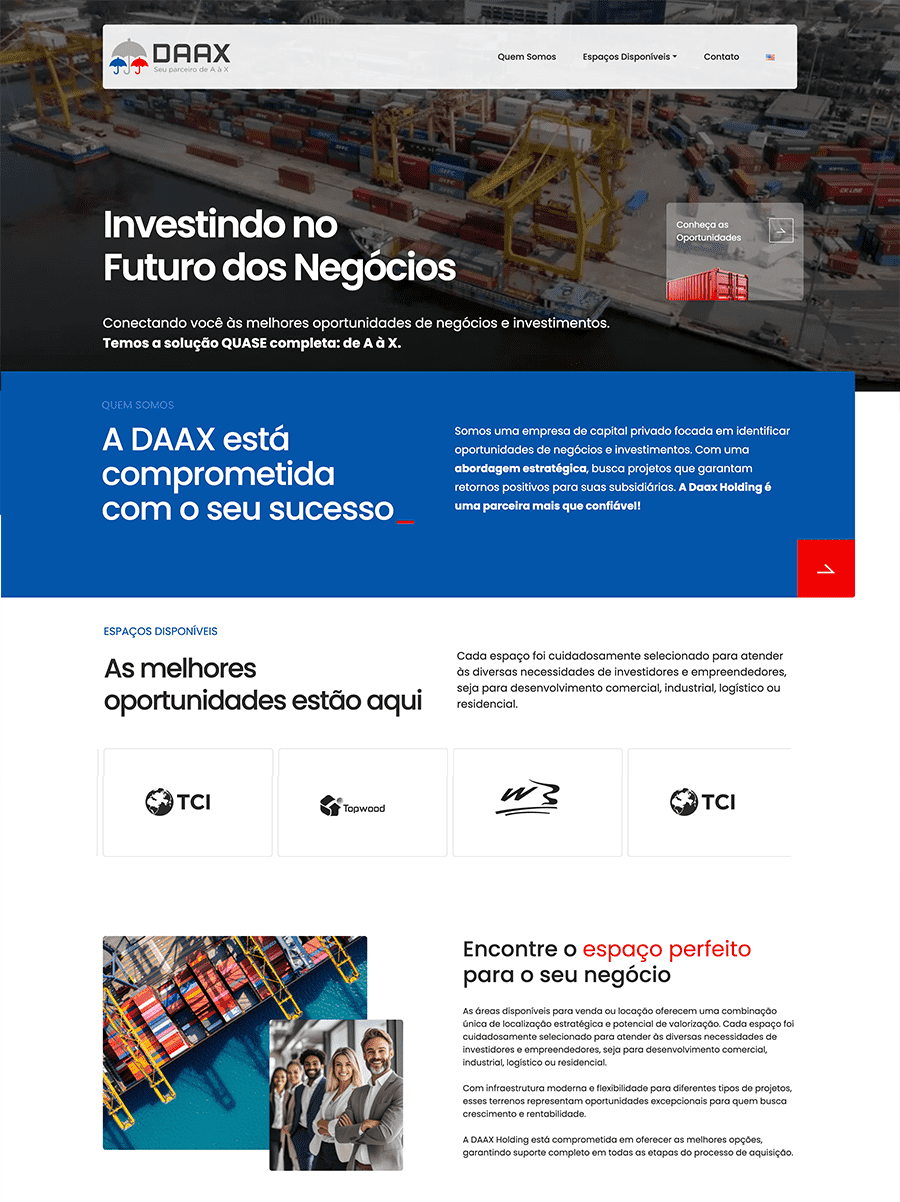 DAAX
Seu parceiro de A à X
Quem Somos
Espaços Disponíveis
Contato
Investindo no
Futuro dos Negócios
Conheça as
Oportunidades
Conectando você às melhores oportunidades de negócios e investimentos.
Temos a solução QUASE completa: de A à X.
QUEM SOMOS
A DAAX está
comprometida
com o seu sucesso_
Somos uma empresa de capital privado focada em identificar
oportunidades de negócios e investimentos. Com uma
abordagem estratégica, busca projetos que garantam
retornos positivos para suas subsidiárias. A Daax Holding é
uma parceira mais que confiável!
ESPAÇOS DISPONÍVEIS
As melhores
oportunidades estão aqui
Cada espaço foi cuidadosamente selecionado para atender
às diversas necessidades de investidores e empreendedores,
seja para desenvolvimento comercial, industrial, logístico ou
residencial.
TCI
Topwood
W3
TCI
Encontre o espaço perfeito
para o seu negócio
As áreas disponíveis para venda ou locação oferecem uma combinação
única de localização estratégica e potencial de valorização. Cada espaço foi
cuidadosamente selecionado para atender às diversas necessidades de
investidores e empreendedores, seja para desenvolvimento comercial,
industrial, logístico ou residencial.
Com infraestrutura moderna e flexibilidade para diferentes tipos de projetos,
esses terrenos representam oportunidades excepcionais para quem busca
crescimento e rentabilidade.
A DAAX Holding está comprometida em oferecer as melhores opções,
garantindo suporte completo em todas as etapas do processo de aquisição.